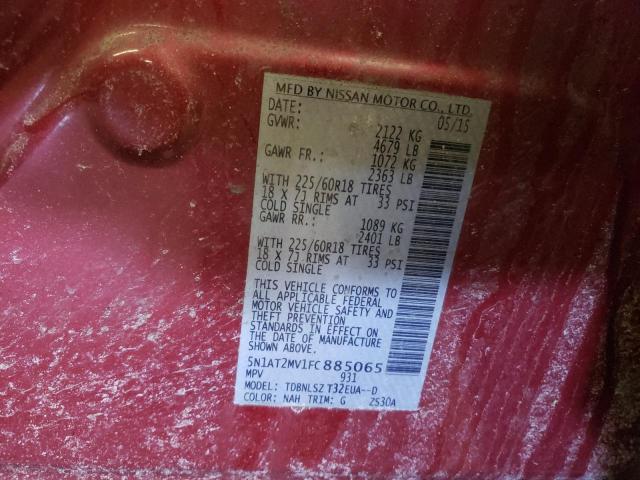 MFD BY NISSAN MOTOR CO., LTD.
DATE: 05/15
GVWR: 2122 KG
4679 LB
GAWR FR.: 1072 KG
2363 LB
WITH 225/60R18 TIRES
18 X 7J RIMS AT 33 PSI
COLD SINGLE
GAWR RR.: 1089 KG
2401 LB
WITH 225/60R18 TIRES
18 X 7J RIMS AT 33 PSI
COLD SINGLE
THIS VEHICLE CONFORMS TO
ALL APPLICABLE FEDERAL
MOTOR VEHICLE SAFETY AND
THEFT PREVENTION
STANDARDS IN EFFECT ON
THE DATE OF MANUFACTURE
SHOWN ABOVE.
5N1AT2MV1FC885065
MPV 931
MODEL: TDBNLSZ T32EUA--D
COLOR: NAH TRIM: G 2S30A